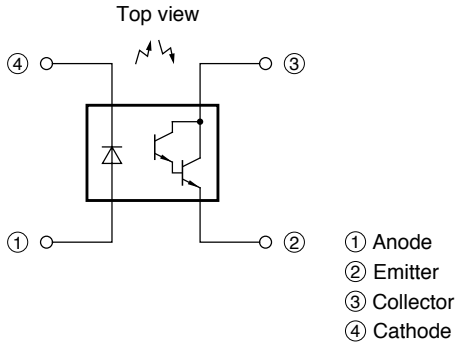 Top view
④ ③
① ②
① Anode
② Emitter
③ Collector
④ Cathode